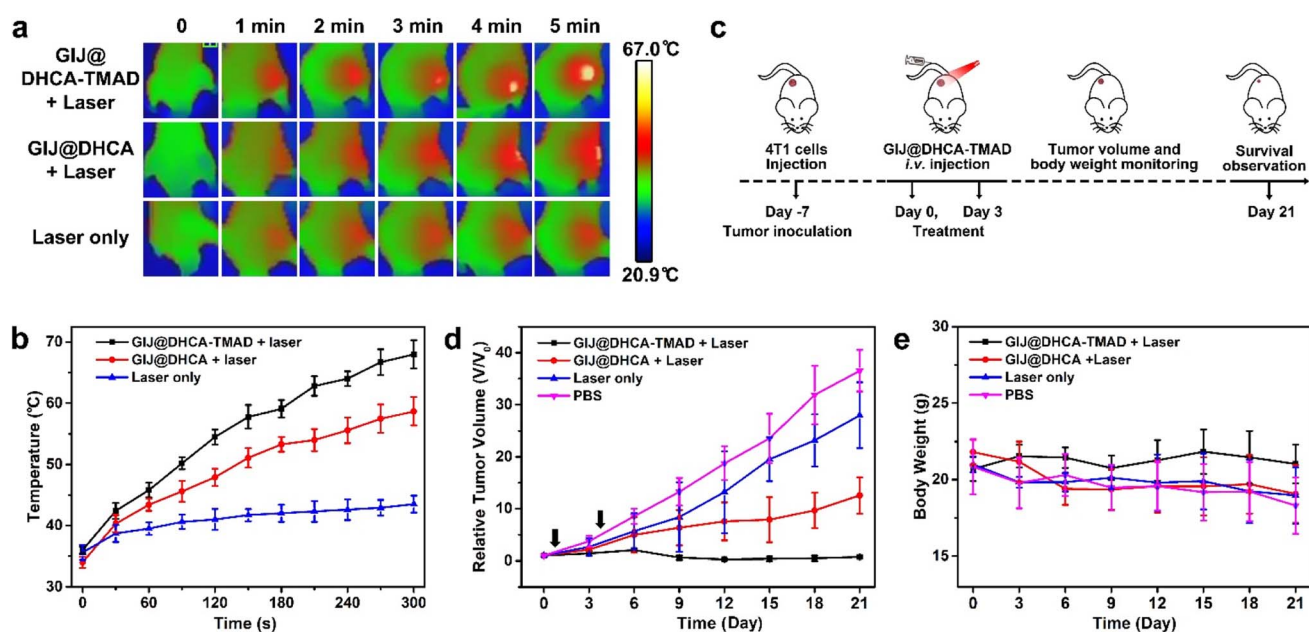 a
0 1 min 2 min 3 min 4 min 5 min
GIJ@
DHCA-TMAD
+ Laser
GIJ@DHCA
+ Laser
Laser only
67.0℃
20.9℃
c
4T1 cells
Injection
GIJ@DHCA-TMAD
i.v. injection
Tumor volume and
body weight monitoring
Survival
observation
Day -7
Tumor inoculation
Day 0, Day 3
Treatment
Day 21
b
GIJ@DHCA-TMAD + laser
GIJ@DHCA + laser
Laser only
Temperature (℃)
70
60
50
40
30
0 60 120 180 240 300
Time (s)
d
GIJ@DHCA-TMAD + Laser
GIJ@DHCA + Laser
Laser only
PBS
Relative Tumor Volume (V/V₀)
40
30
20
10
0
0 3 6 9 12 15 18 21
Time (Day)
e
GIJ@DHCA-TMAD + Laser
GIJ@DHCA +Laser
Laser only
PBS
Body Weight (g)
30
25
20
15
0 3 6 9 12 15 18 21
Time (Day)